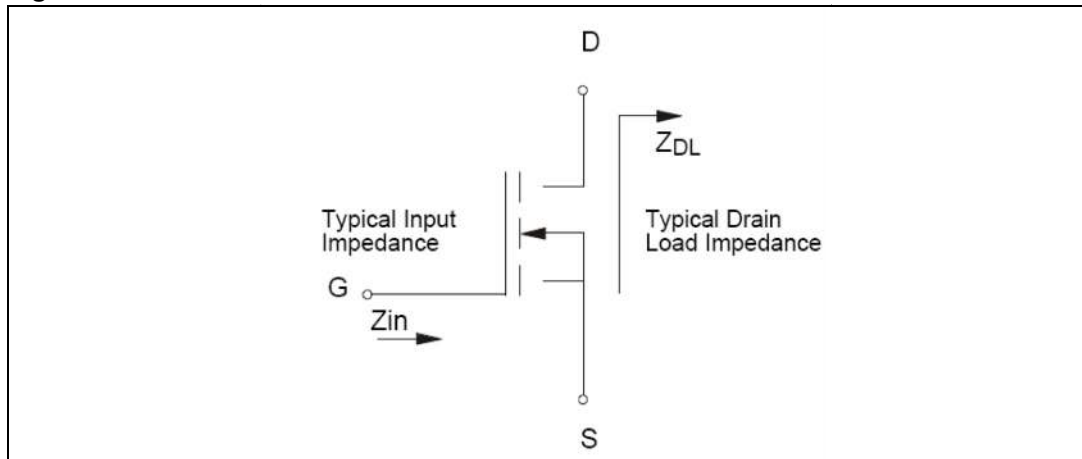 D
ZDL
Typical Input
Impedance
Typical Drain
Load Impedance
G
Zin
S